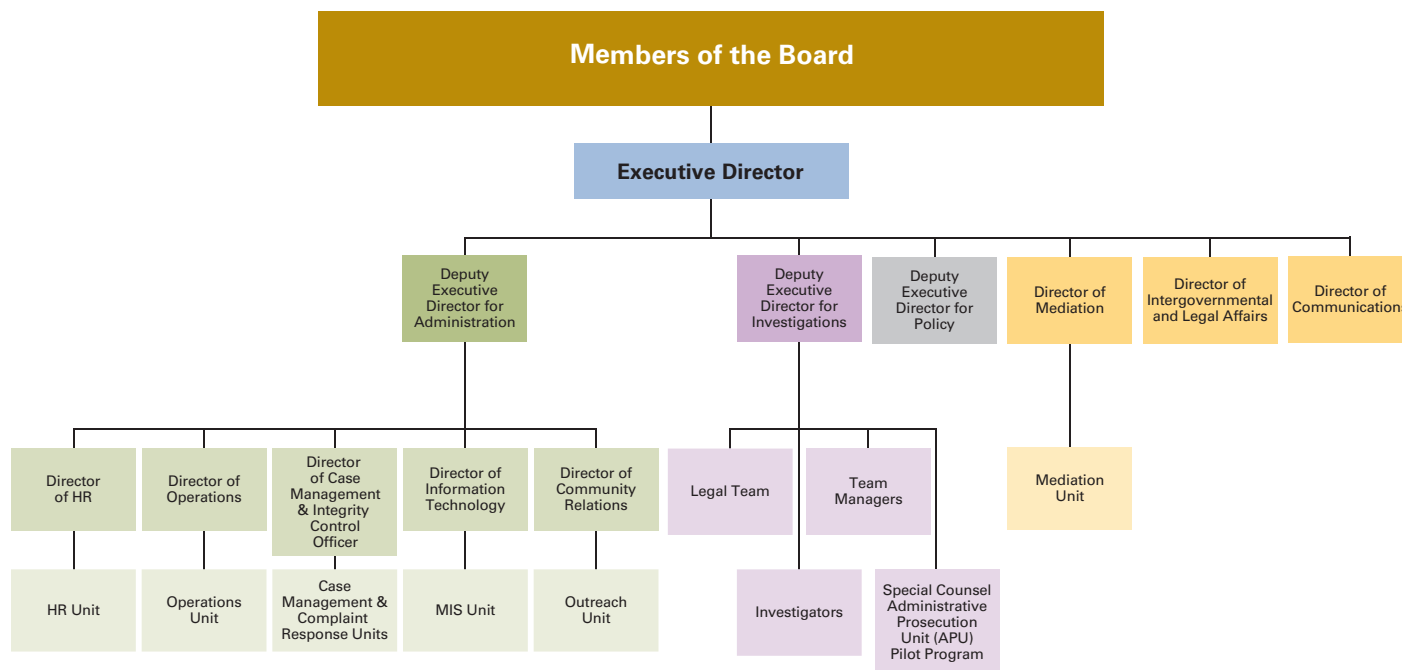 Members of the Board
Executive Director
Deputy
Executive
Director for
Administration
Deputy
Executive
Director for
Investigations
Deputy
Executive
Director for
Policy
Director of
Mediation
Director of
Intergovernmental
and Legal Affairs
Director of
Communications
Director
of HR
Director of
Operations
Director
of Case
Management
& Integrity
Control
Officer
Director of
Information
Technology
Director of
Community
Relations
Legal Team
Team
Managers
Mediation
Unit
HR Unit
Operations
Unit
Case
Management &
Complaint
Response Units
MIS Unit
Outreach
Unit
Investigators
Special Counsel
Administrative
Prosecution
Unit (APU)
Pilot Program